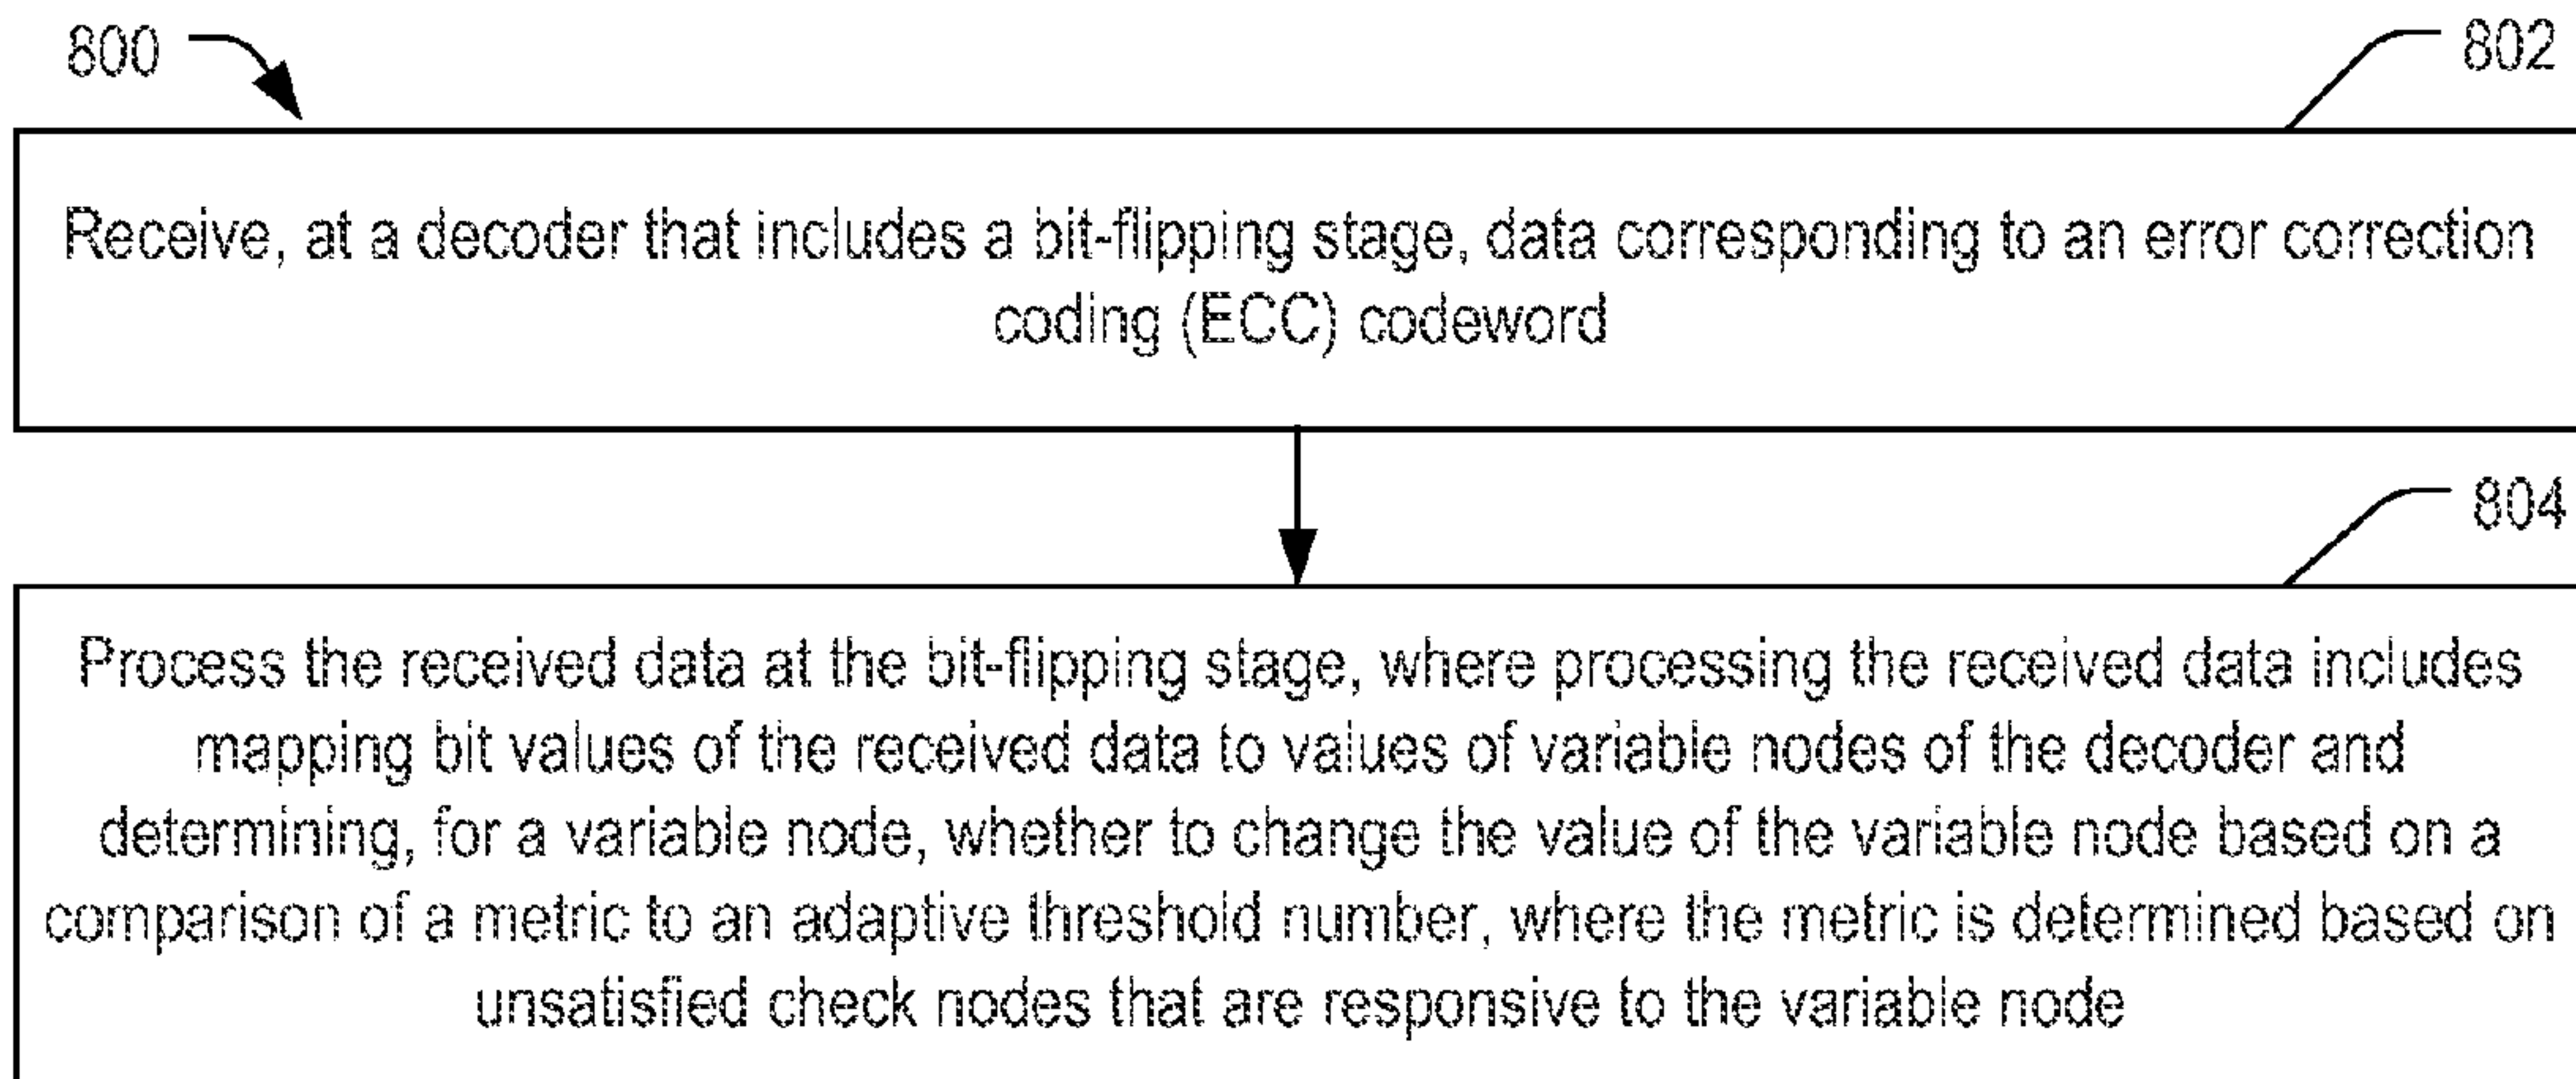 800
802
Receive, at a decoder that includes a bit-flipping stage, data corresponding to an error correction
coding (ECC) codeword
804
Process the received data at the bit-flipping stage, where processing the received data includes
mapping bit values of the received data to values of variable nodes of the decoder and
determining, for a variable node, whether to change the value of the variable node based on a
comparison of a metric to an adaptive threshold number, where the metric is determined based on
unsatisfied check nodes that are responsive to the variable node